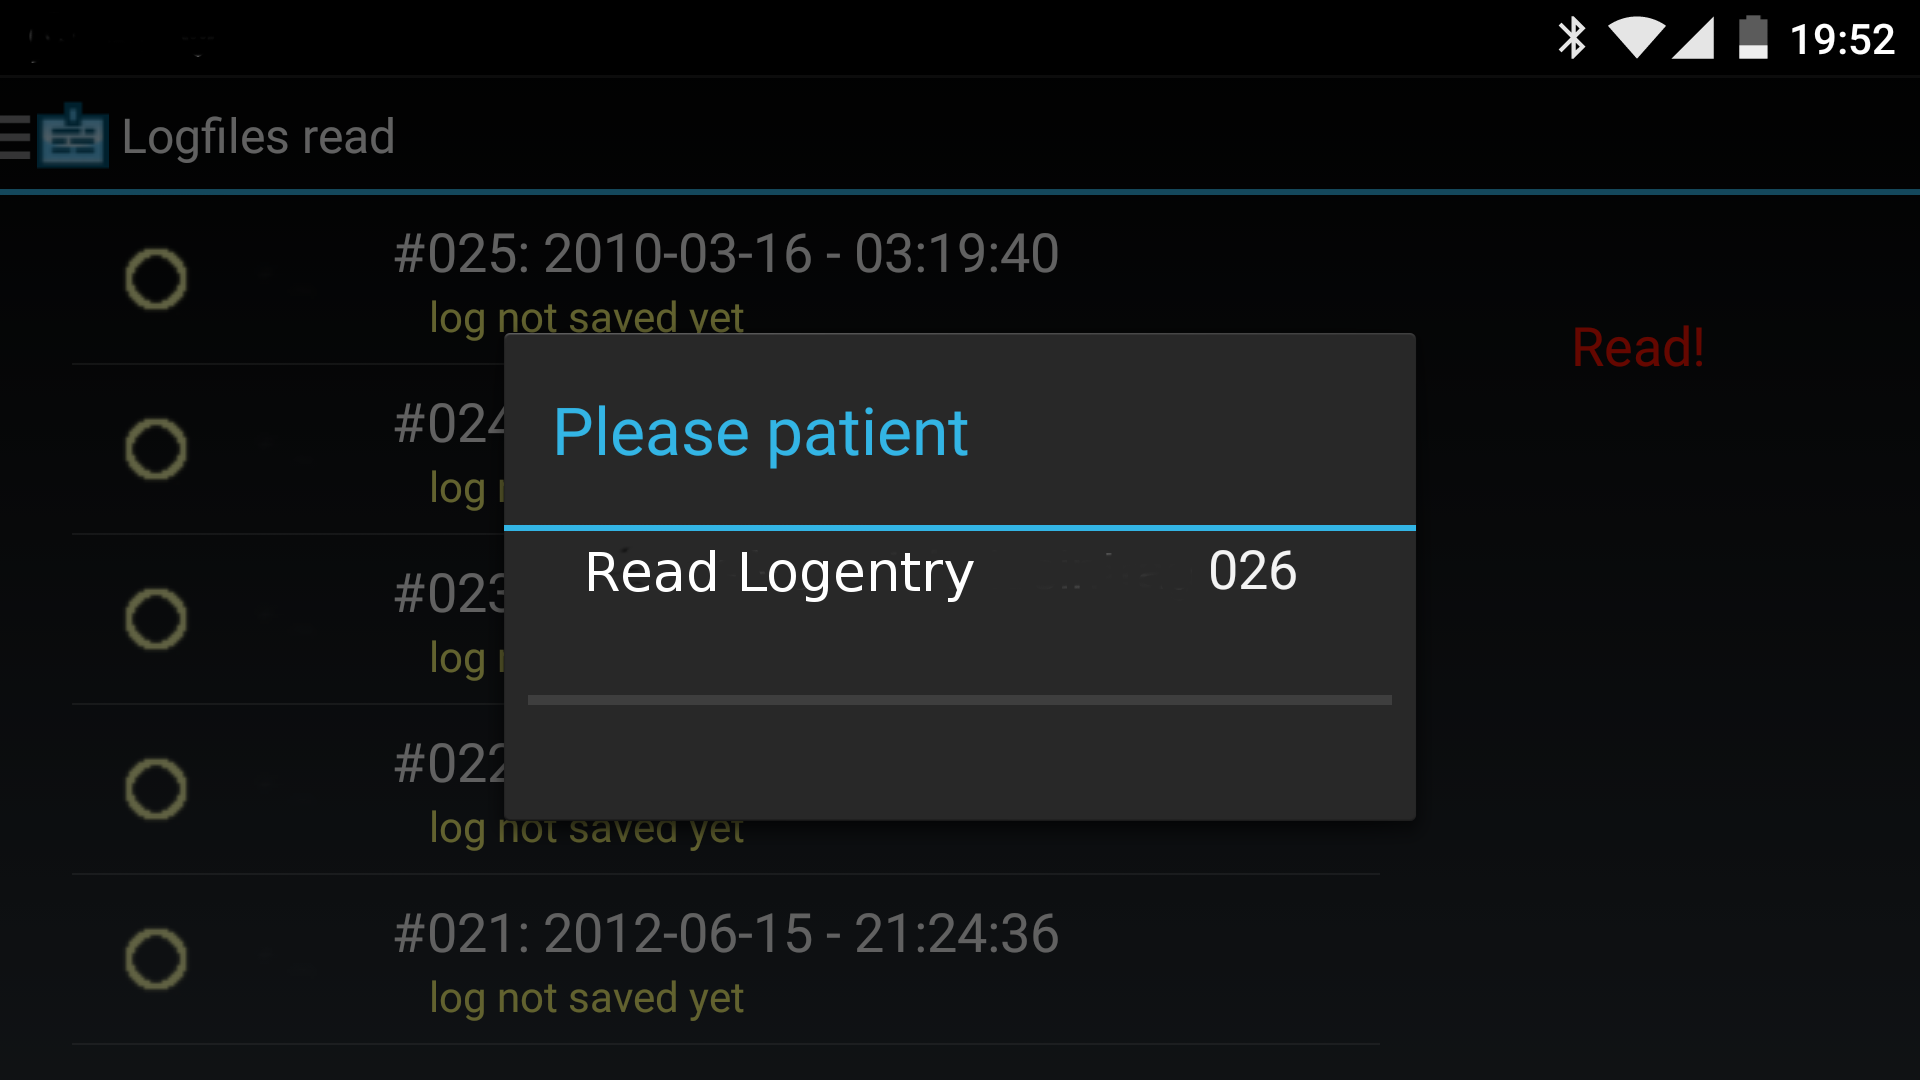 19:52
Logfiles read
#025: 2010-03-16 - 03:19:40
log not saved yet
Read!
#024
log
Please patient
Read Logentry 026
#023
log
#022
log not saved yet
#021: 2012-06-15 - 21:24:36
log not saved yet